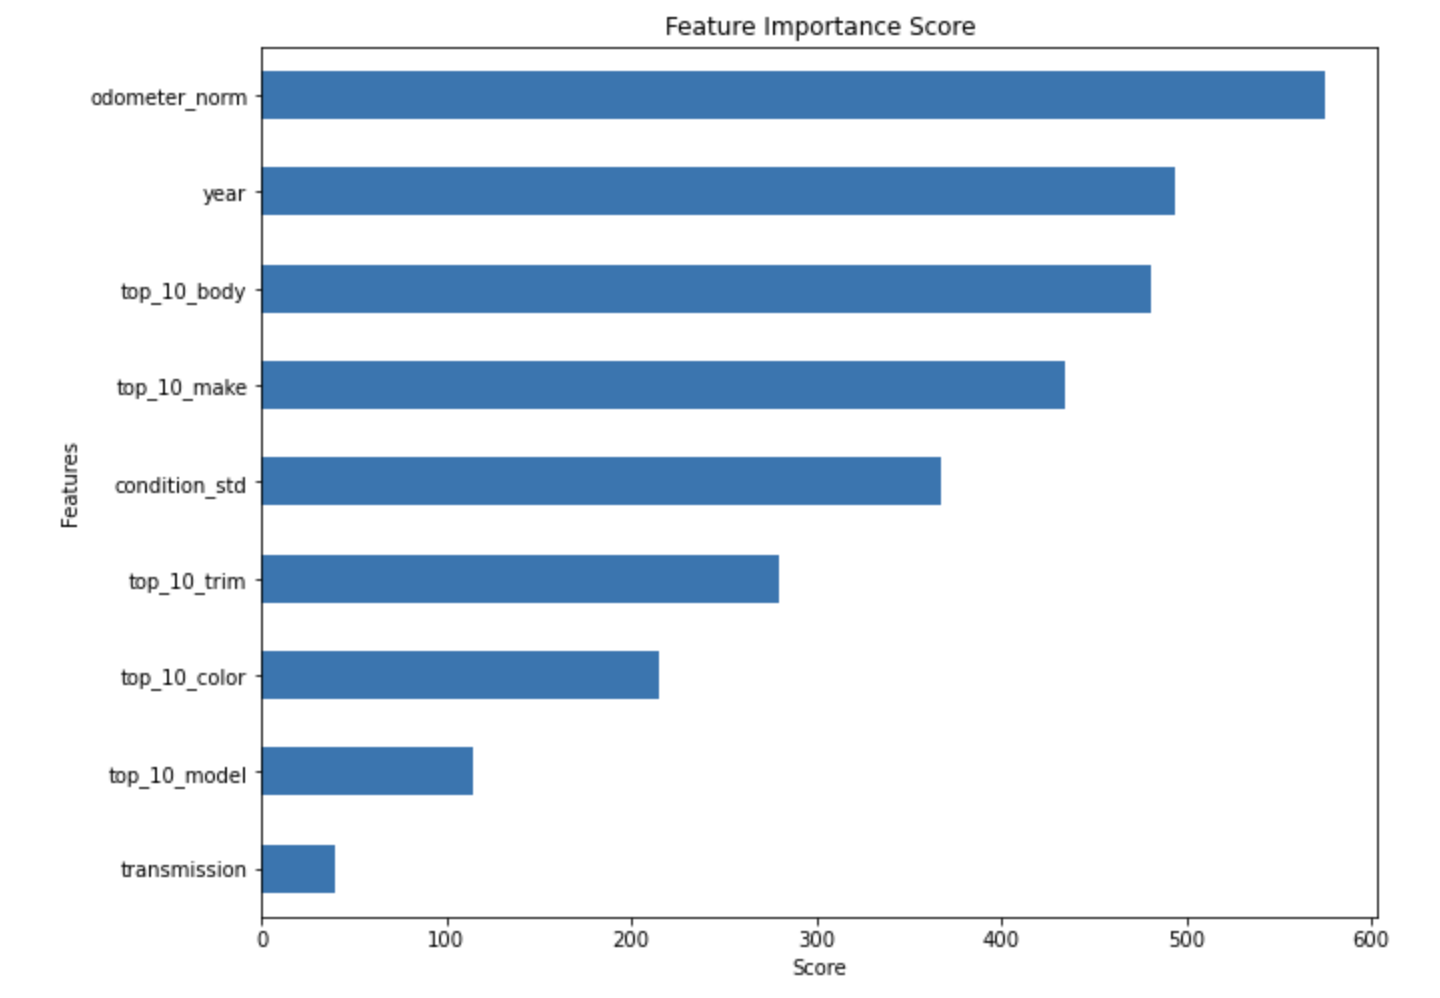 Feature Importance Score
odometer_norm
year
top_10_body
top_10_make
condition_std
top_10_trim
top_10_color
top_10_model
transmission
Features
0 100 200 300 400 500 600
Score